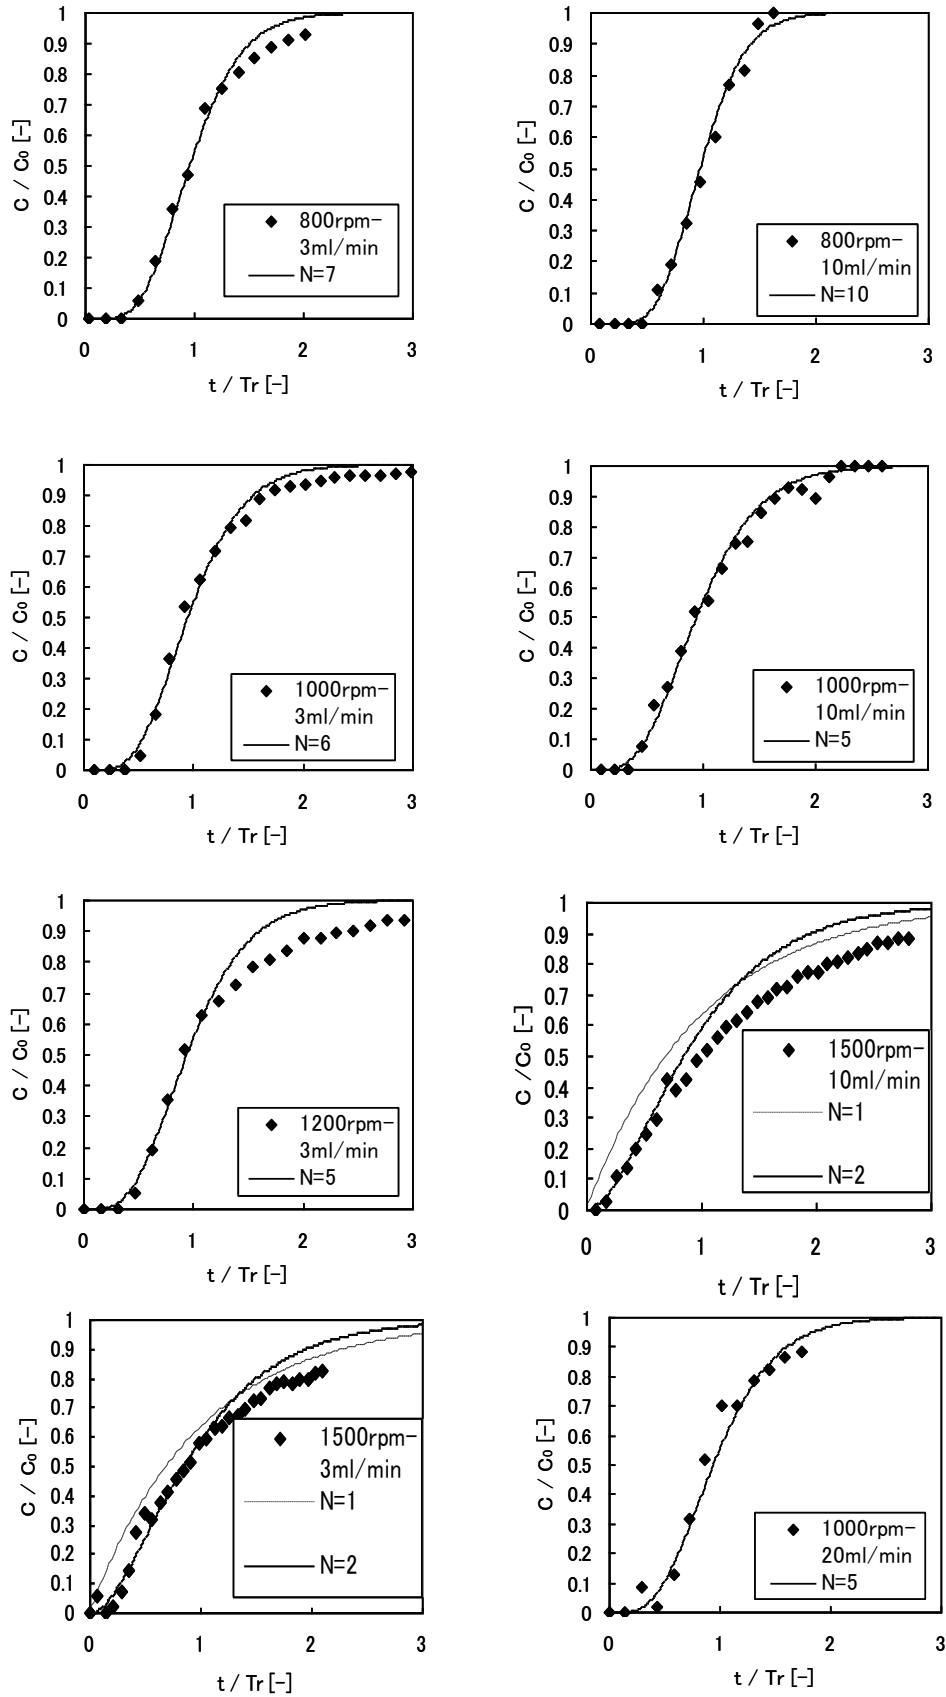 1
0.9
0.8
0.7
0.6
0.5
0.4
0.3
0.2
0.1
0
C / C₀ [-]
800rpm-
3ml/min
N=7
0 1 2 3
t / Tr [-]
1
0.9
0.8
0.7
0.6
0.5
0.4
0.3
0.2
0.1
0
C / C₀ [-]
800rpm-
10ml/min
N=10
0 1 2 3
t / Tr [-]
1
0.9
0.8
0.7
0.6
0.5
0.4
0.3
0.2
0.1
0
C / C₀ [-]
1000rpm-
3ml/min
N=6
0 1 2 3
t / Tr [-]
1
0.9
0.8
0.7
0.6
0.5
0.4
0.3
0.2
0.1
0
C / C₀ [-]
1000rpm-
10ml/min
N=5
0 1 2 3
t / Tr [-]
1
0.9
0.8
0.7
0.6
0.5
0.4
0.3
0.2
0.1
0
C / C₀ [-]
1200rpm-
3ml/min
N=5
0 1 2 3
t / Tr [-]
1
0.9
0.8
0.7
0.6
0.5
0.4
0.3
0.2
0.1
0
C /C₀ [-]
1500rpm-
10ml/min
N=1
N=2
0 1 2 3
t / Tr [-]
1
0.9
0.8
0.7
0.6
0.5
0.4
0.3
0.2
0.1
0
C / C₀ [-]
1500rpm-
3ml/min
N=1
N=2
0 1 2 3
t / Tr [-]
1
0.9
0.8
0.7
0.6
0.5
0.4
0.3
0.2
0.1
0
C / C₀ [-]
1000rpm-
20ml/min
N=5
0 1 2 3
t / Tr [-]